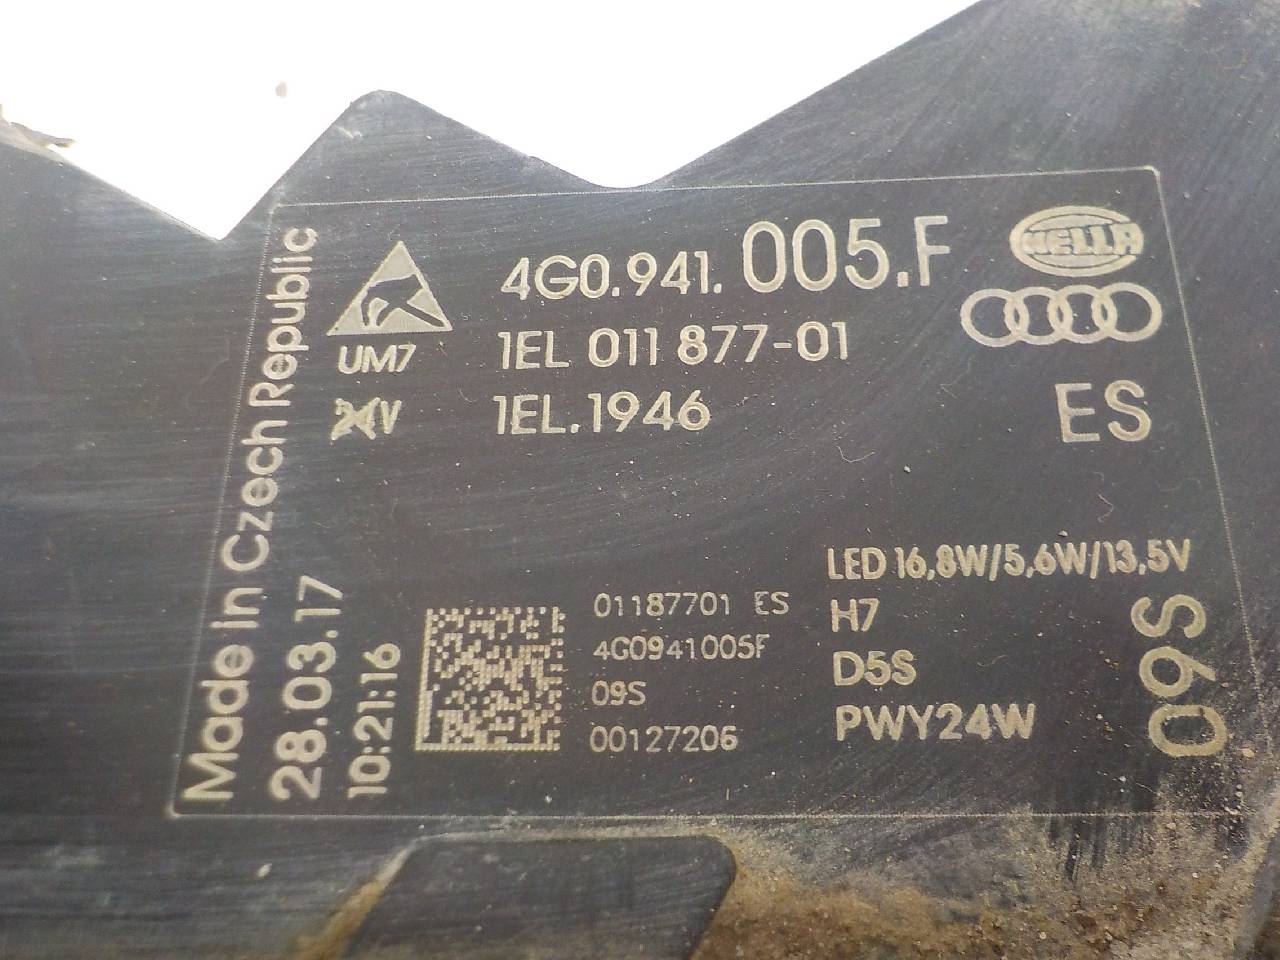 4G0.941.005.F
HELLA
1EL 011 877-01
UM7
24V
1EL.1946
ES
Made in Czech Republic
28.03.17
10:21:16
LED 16,8W/5,6W/13,5V
H7
D5S
PWY24W
01187701 ES
4G0941005F
09S
00127206
09S